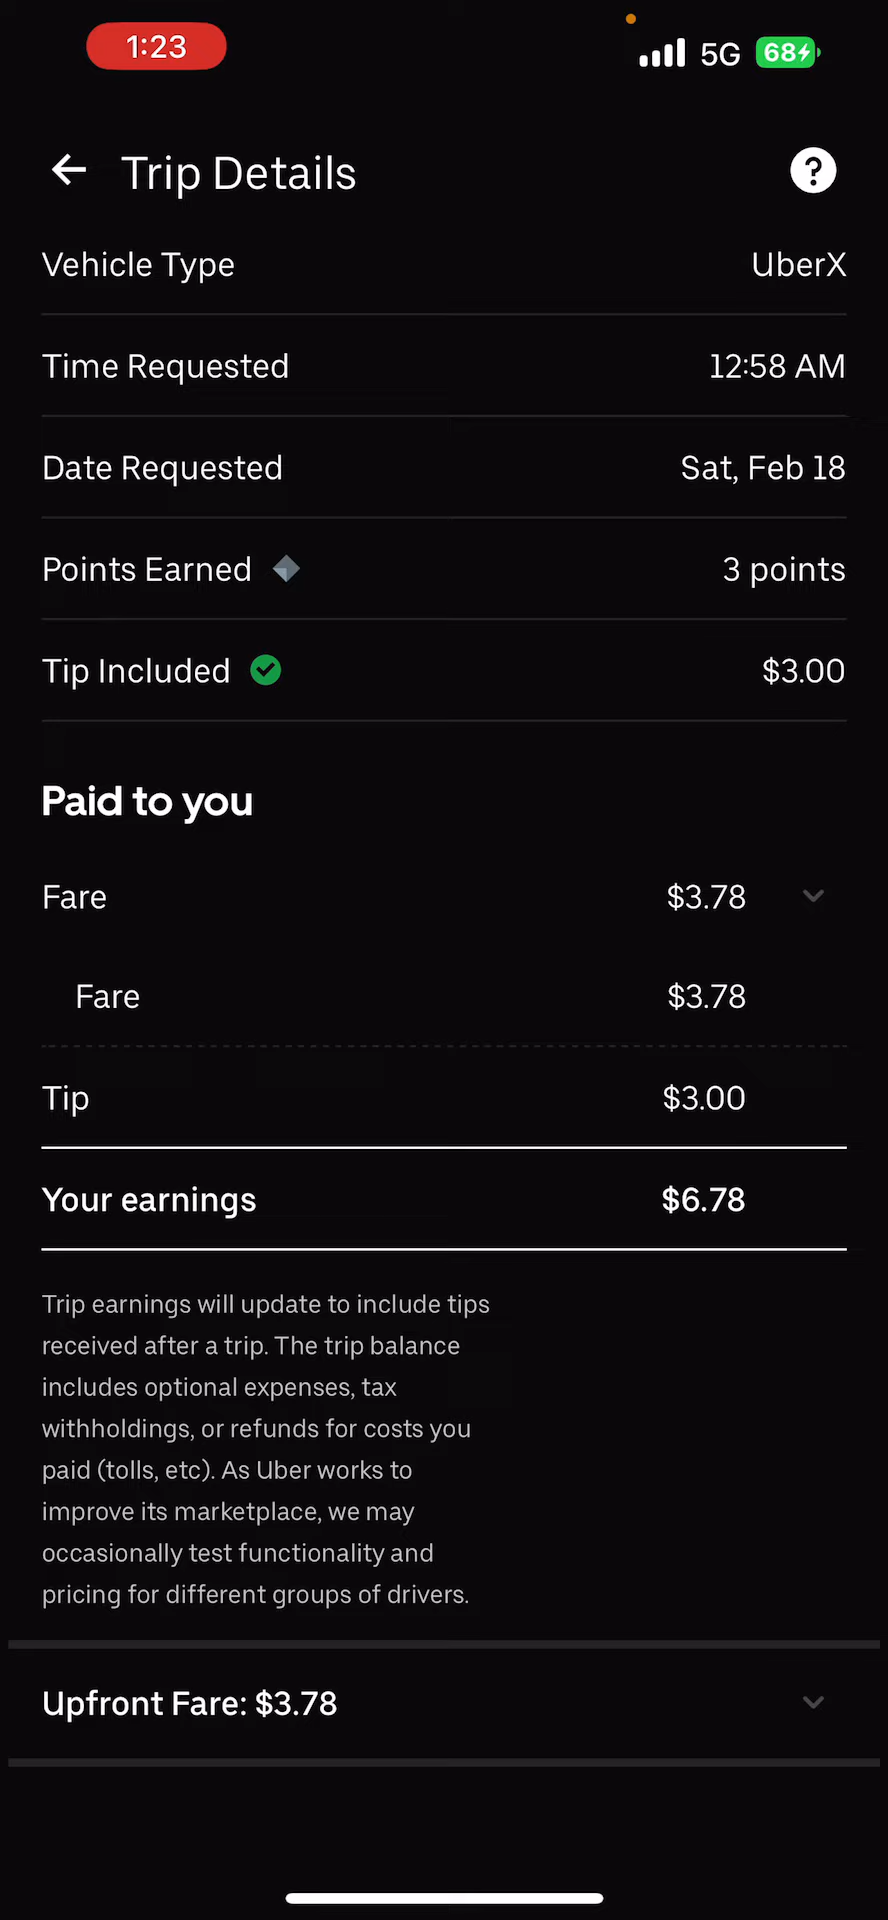 1:23 5G 68
Trip Details ?
Vehicle Type UberX
Time Requested 12:58 AM
Date Requested Sat, Feb 18
Points Earned 3 points
Tip Included $3.00
Paid to you
Fare $3.78
Fare $3.78
Tip $3.00
Your earnings $6.78
Trip earnings will update to include tips
received after a trip. The trip balance
includes optional expenses, tax
withholdings, or refunds for costs you
paid (tolls, etc). As Uber works to
improve its marketplace, we may
occasionally test functionality and
pricing for different groups of drivers.
Upfront Fare: $3.78